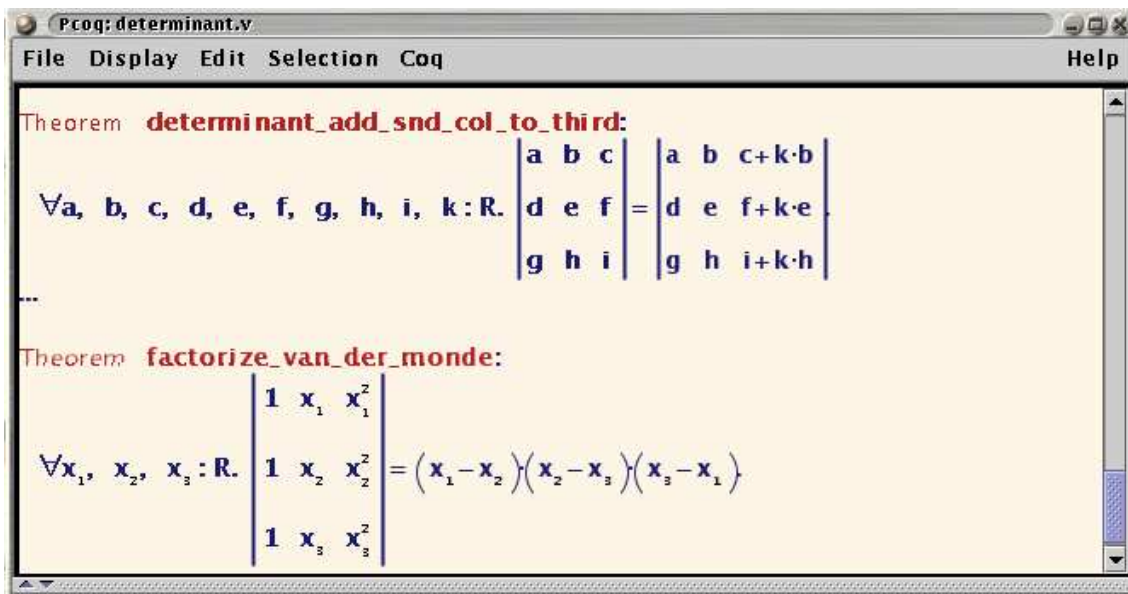 Pcoq: determinant.v
File Display Edit Selection Coq Help
Theorem determinant_add_snd_col_to_third:
a b c a b c+k·b
∀a, b, c, d, e, f, g, h, i, k:R. d e f = d e f+k·e .
g h i g h i+k·h
...
Theorem factorize_van_der_monde:
1 x₁ x₁²
∀x₁, x₂, x₃:R. 1 x₂ x₂² = (x₁−x₂)·(x₂−x₃)·(x₃−x₁).
1 x₃ x₃²